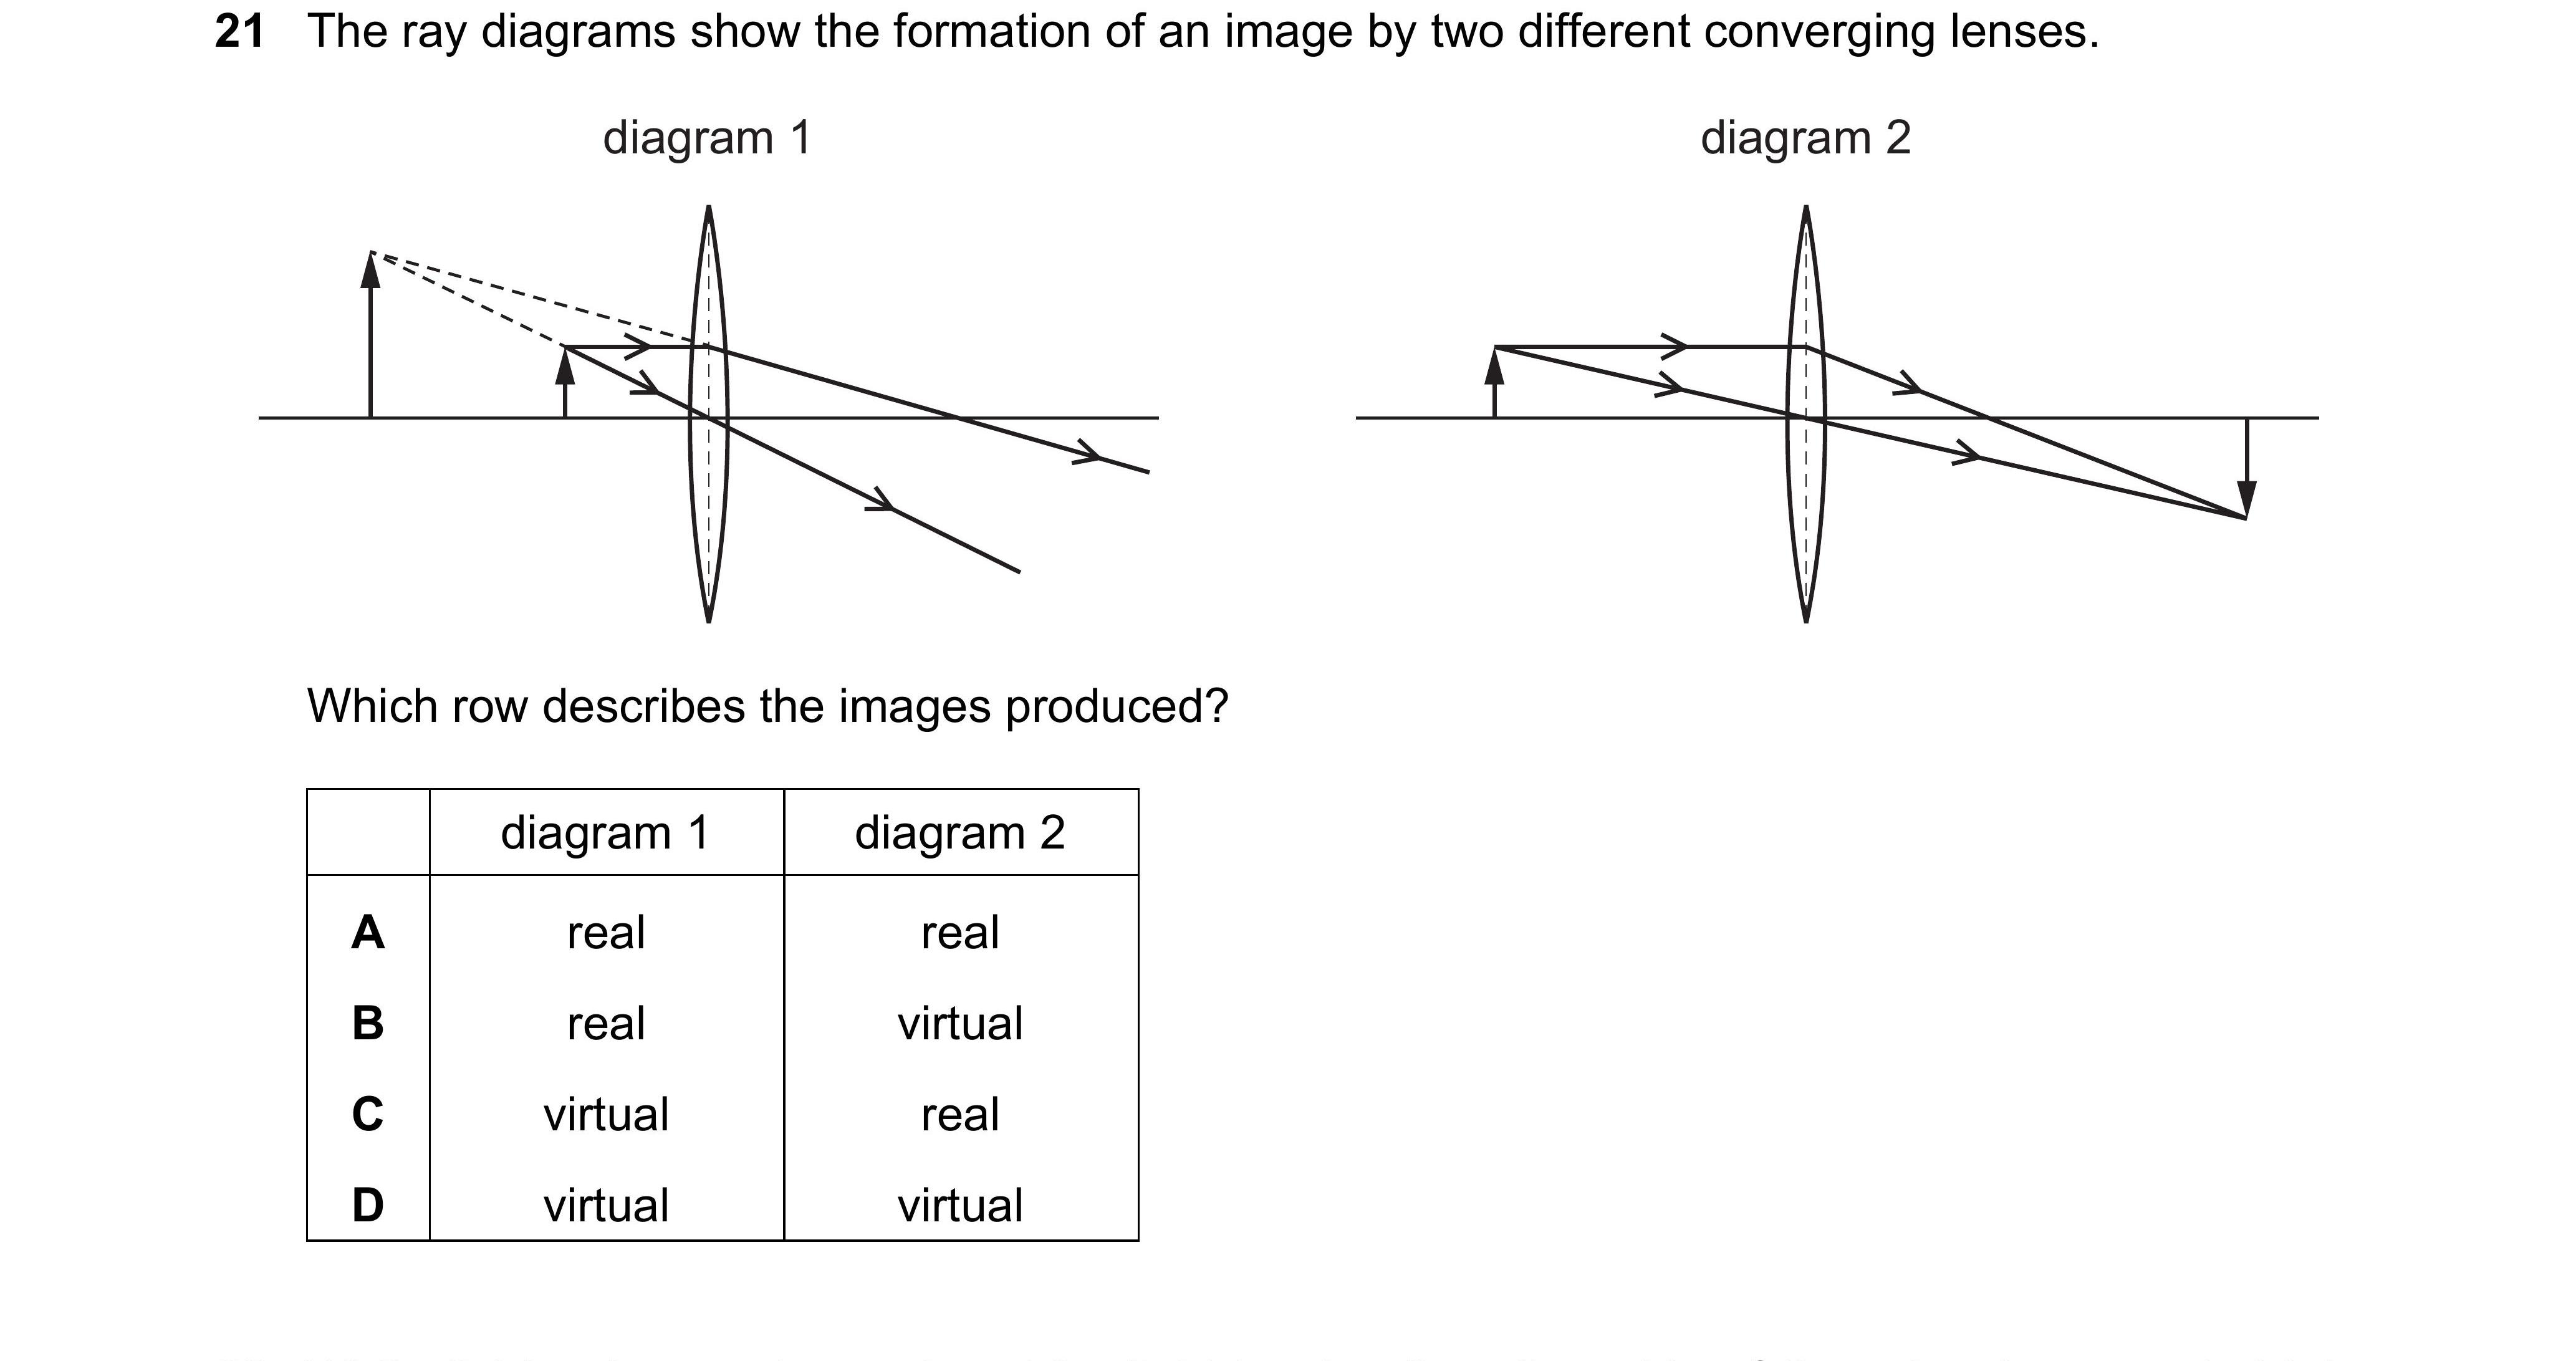 21 The ray diagrams show the formation of an image by two different converging lenses.
diagram 1 diagram 2
Which row describes the images produced?
diagram 1 diagram 2
A real real
B real virtual
C virtual real
D virtual virtual